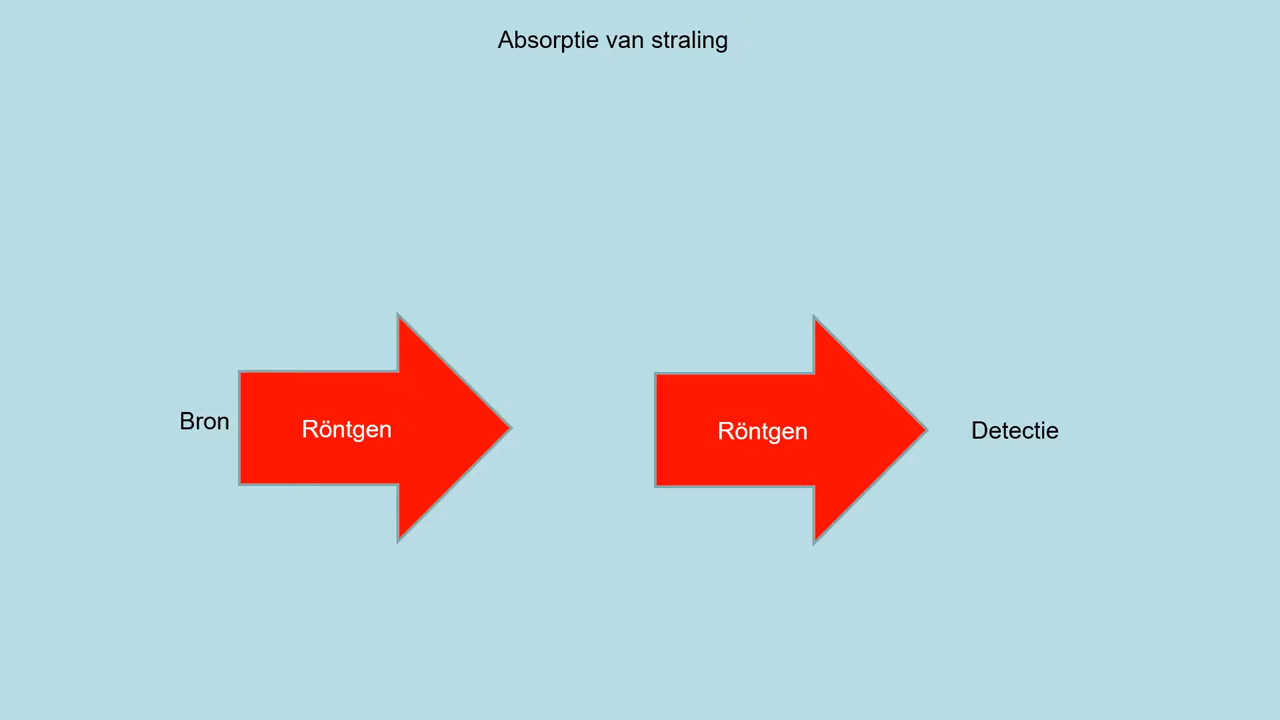 Absorptie van straling
Bron
Röntgen
Röntgen
Detectie